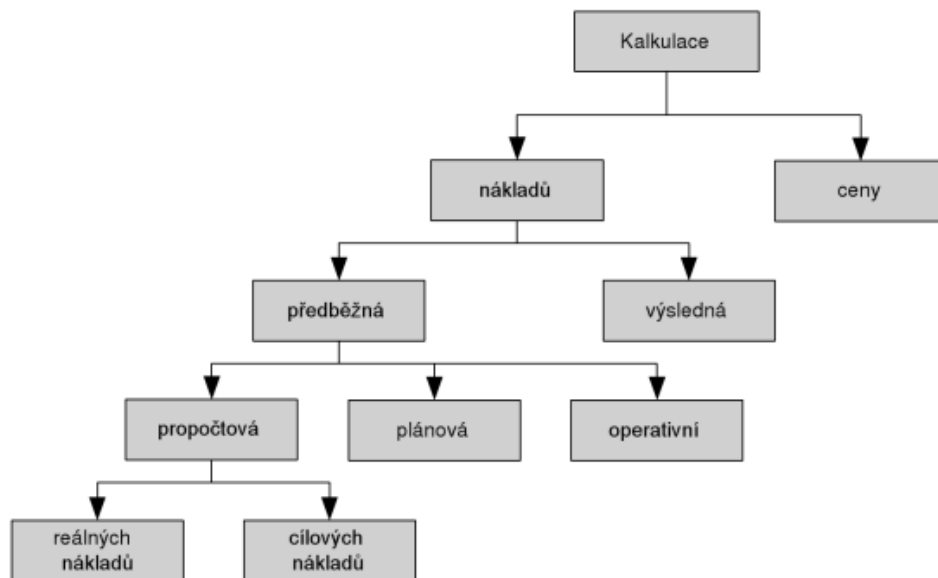 Kalkulace
nákladů
ceny
předběžná
výsledná
propočtová
plánová
operativní
reálných
nákladů
cílových
nákladů